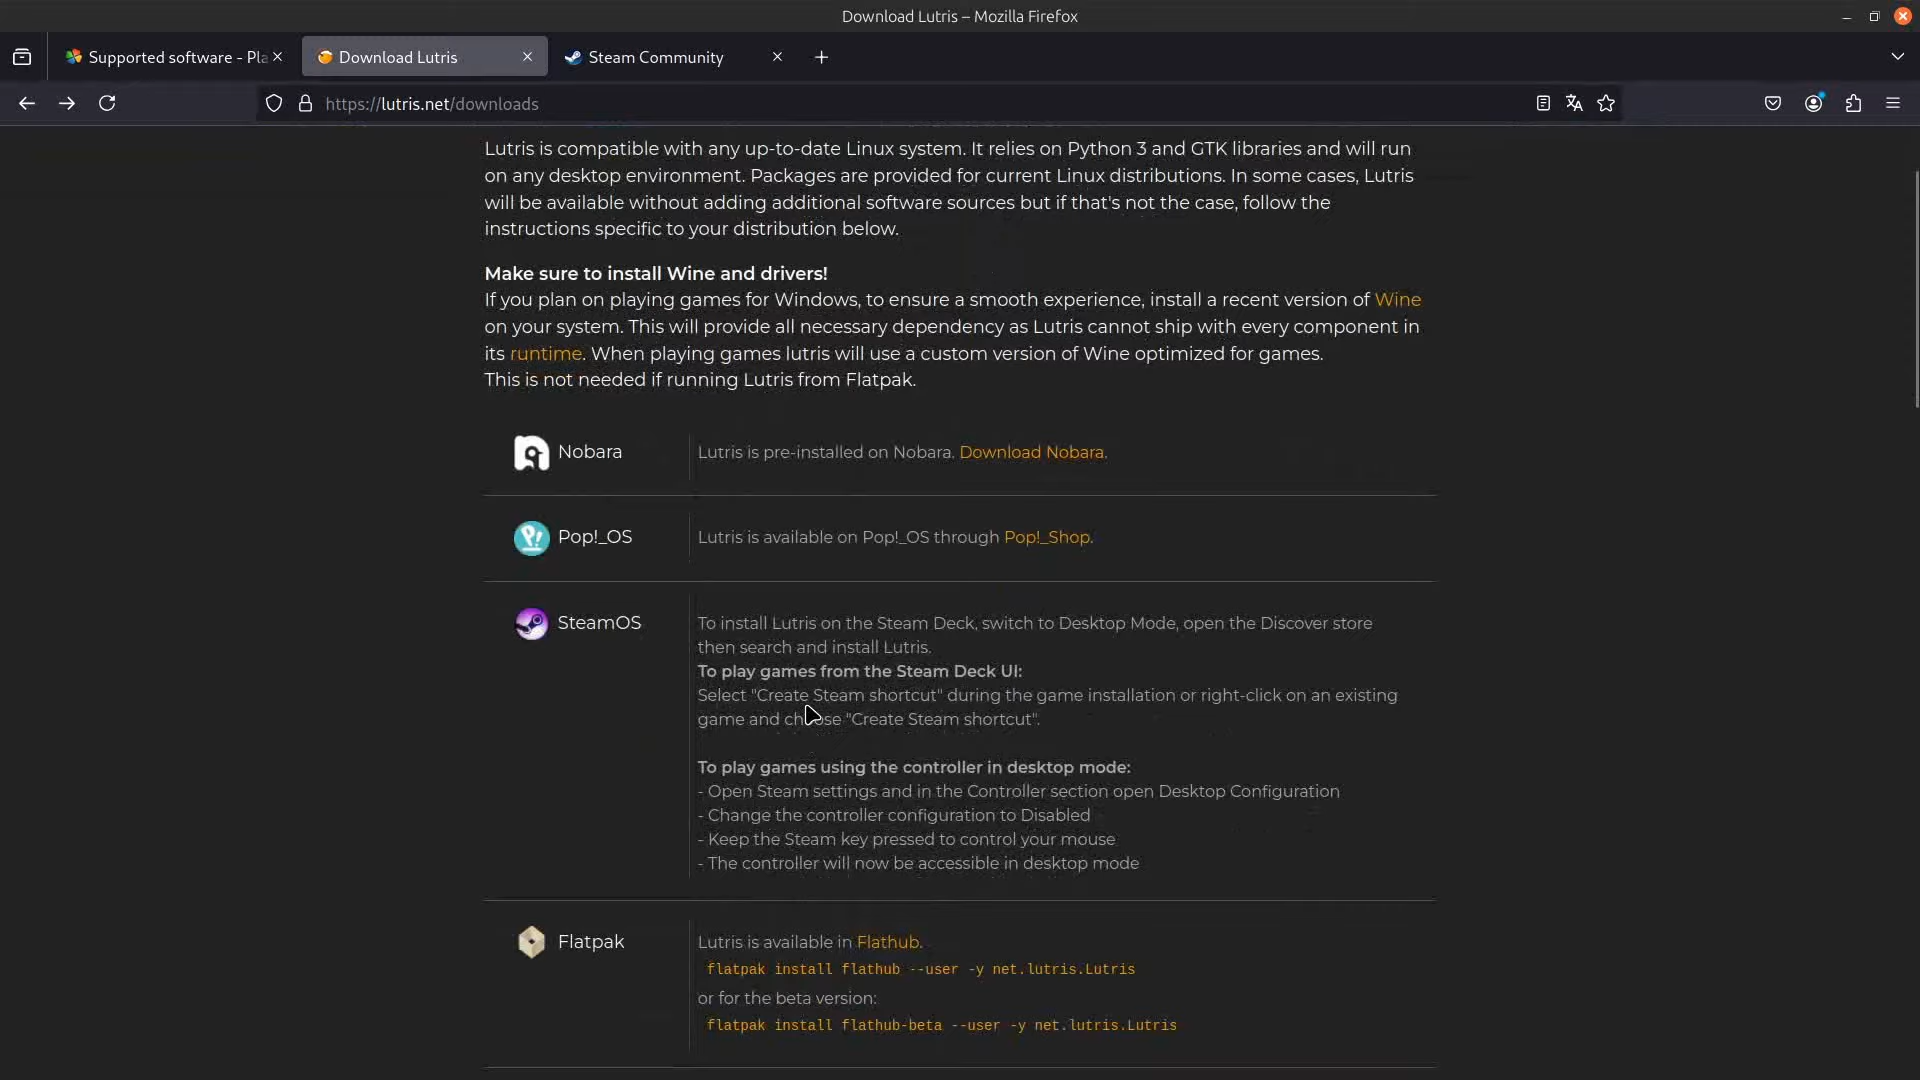 Download Lutris – Mozilla Firefox
Supported software - Pla
Download Lutris
Steam Community
https://lutris.net/downloads
Lutris is compatible with any up-to-date Linux system. It relies on Python 3 and GTK libraries and will run
on any desktop environment. Packages are provided for current Linux distributions. In some cases, Lutris
will be available without adding additional software sources but if that's not the case, follow the
instructions specific to your distribution below.
Make sure to install Wine and drivers!
If you plan on playing games for Windows, to ensure a smooth experience, install a recent version of Wine
on your system. This will provide all necessary dependency as Lutris cannot ship with every component in
its runtime. When playing games lutris will use a custom version of Wine optimized for games.
This is not needed if running Lutris from Flatpak.
Nobara
Lutris is pre-installed on Nobara. Download Nobara.
Pop!_OS
Lutris is available on Pop!_OS through Pop!_Shop.
SteamOS
To install Lutris on the Steam Deck, switch to Desktop Mode, open the Discover store
then search and install Lutris.
To play games from the Steam Deck UI:
Select "Create Steam shortcut" during the game installation or right-click on an existing
game and choose "Create Steam shortcut".
To play games using the controller in desktop mode:
- Open Steam settings and in the Controller section open Desktop Configuration
- Change the controller configuration to Disabled
- Keep the Steam key pressed to control your mouse
- The controller will now be accessible in desktop mode
Flatpak
Lutris is available in Flathub.
flatpak install flathub --user -y net.lutris.Lutris
or for the beta version:
flatpak install flathub-beta --user -y net.lutris.Lutris